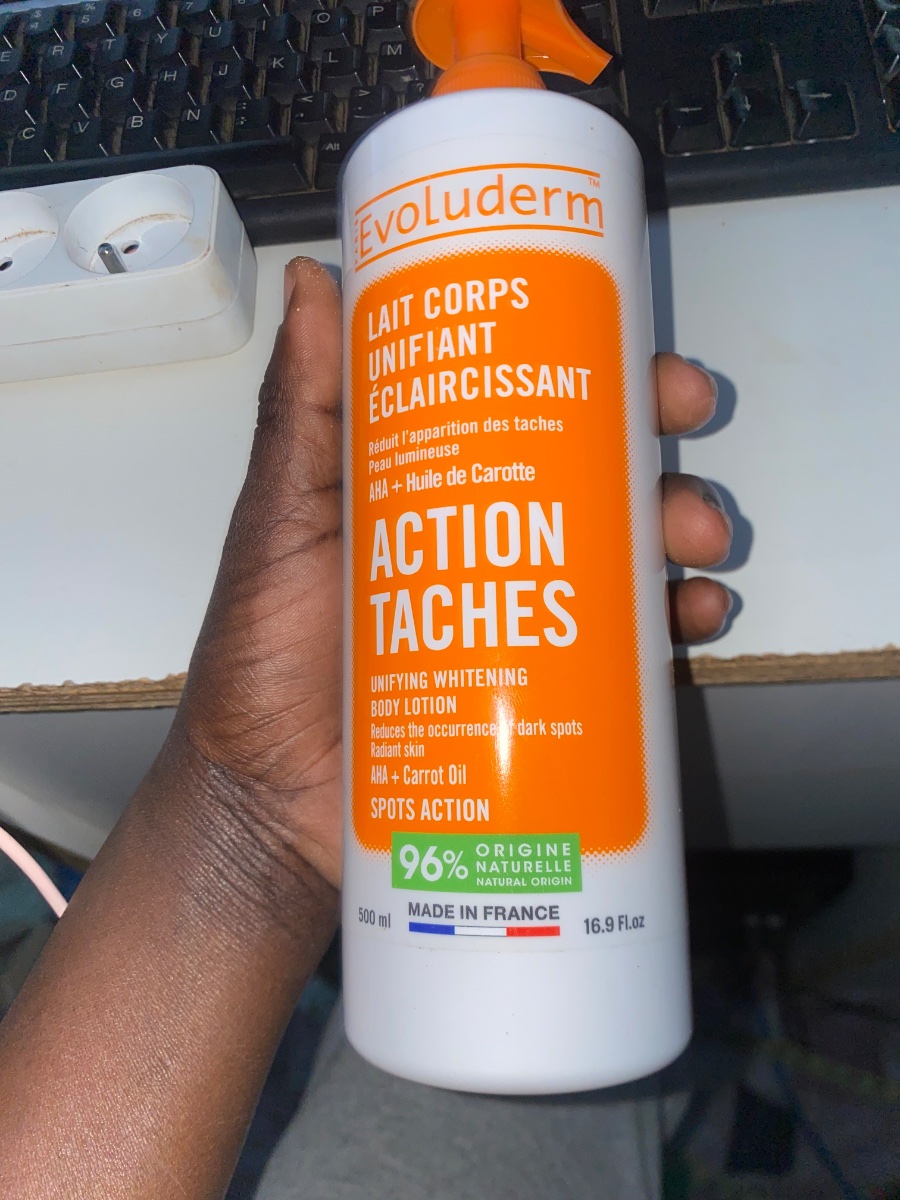 O P
E R T Y U I O
K L M
D F G H J
C V B N
Alt
Evoluderm™
LAIT CORPS
UNIFIANT
ÉCLAIRCISSANT
Réduit l'apparition des taches
Peau lumineuse
AHA + Huile de Carotte
ACTION
TACHES
UNIFYING WHITENING
BODY LOTION
Reduces the occurrence of dark spots
Radiant skin
AHA + Carrot Oil
SPOTS ACTION
96% ORIGINE
NATURELLE
NATURAL ORIGIN
500 ml MADE IN FRANCE 16.9 Fl.oz